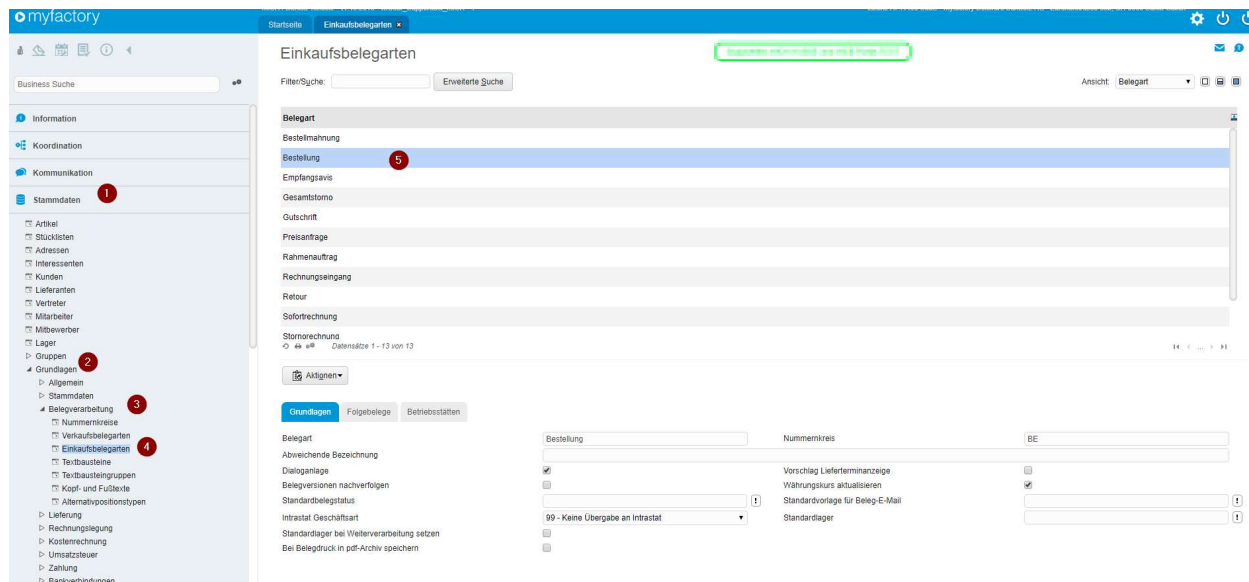 myfactory
Startseite
Einkaufsbelegarten ×
Business Suche
Information
Koordination
Kommunikation
Stammdaten
1
Artikel
Stücklisten
Adressen
Interessenten
Kunden
Lieferanten
Vertreter
Mitarbeiter
Mitbewerber
Lager
Gruppen
Grundlagen
2
Allgemein
Stammdaten
Belegverarbeitung
3
Nummernkreise
Verkaufsbelegarten
Einkaufsbelegarten
4
Textbausteine
Textbausteingruppen
Kopf- und Fußtexte
Alternativpositionstypen
Lieferung
Rechnungslegung
Kostenrechnung
Umsatzsteuer
Zahlung
Bankverbindungen
Einkaufsbelegarten
Filter/Suche:
Erweiterte Suche
Ansicht: Belegart
Belegart
Bestellmahnung
Bestellung
5
Empfangsavis
Gesamtstorno
Gutschrift
Preisanfrage
Rahmenauftrag
Rechnungseingang
Retour
Sofortrechnung
Stornorechnung
Datensätze 1 - 13 von 13
Aktionen
Grundlagen Folgebelege Betriebsstätten
Belegart Bestellung Nummernkreis BE
Abweichende Bezeichnung
Dialoganlage Vorschlag Lieferterminanzeige
Belegversionen nachverfolgen Währungskurs aktualisieren
Standardbelegstatus Standardvorlage für Beleg-E-Mail
Intrastat Geschäftsart 99 - Keine Übergabe an Intrastat Standardlager
Standardlager bei Weiterverarbeitung setzen
Bei Belegdruck in pdf-Archiv speichern